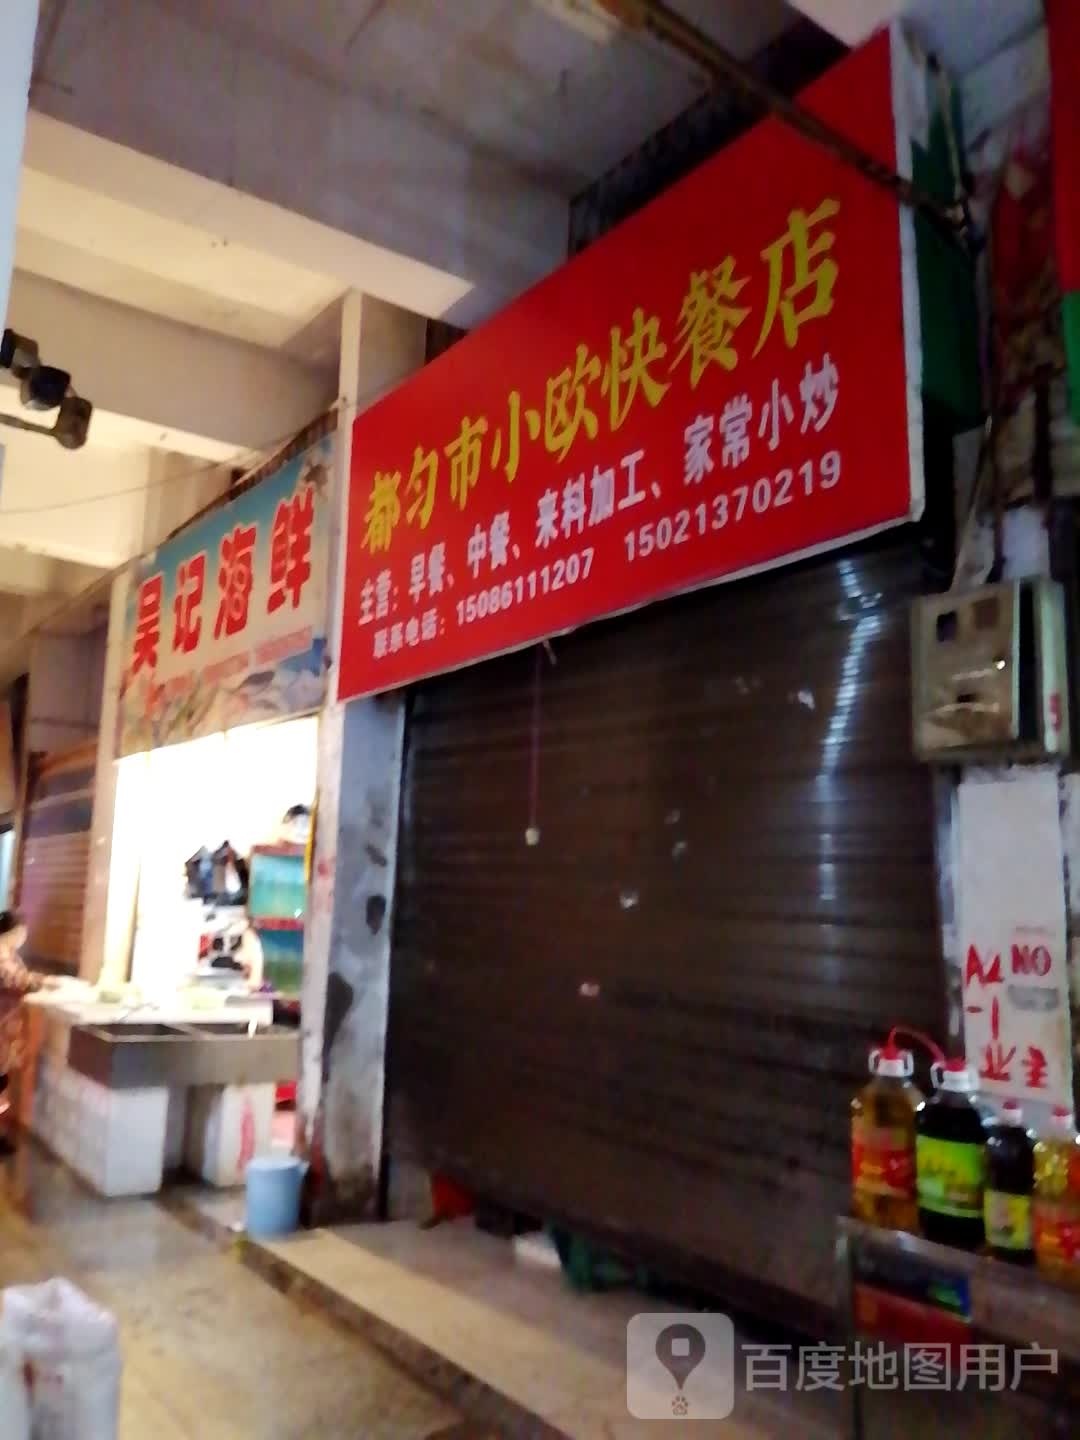 都匀市小欧快餐店
主营：早餐、中餐、来料加工、家常小炒
联系电话：15086111207 15021370219
吴记海鲜
NO
百度地图用户